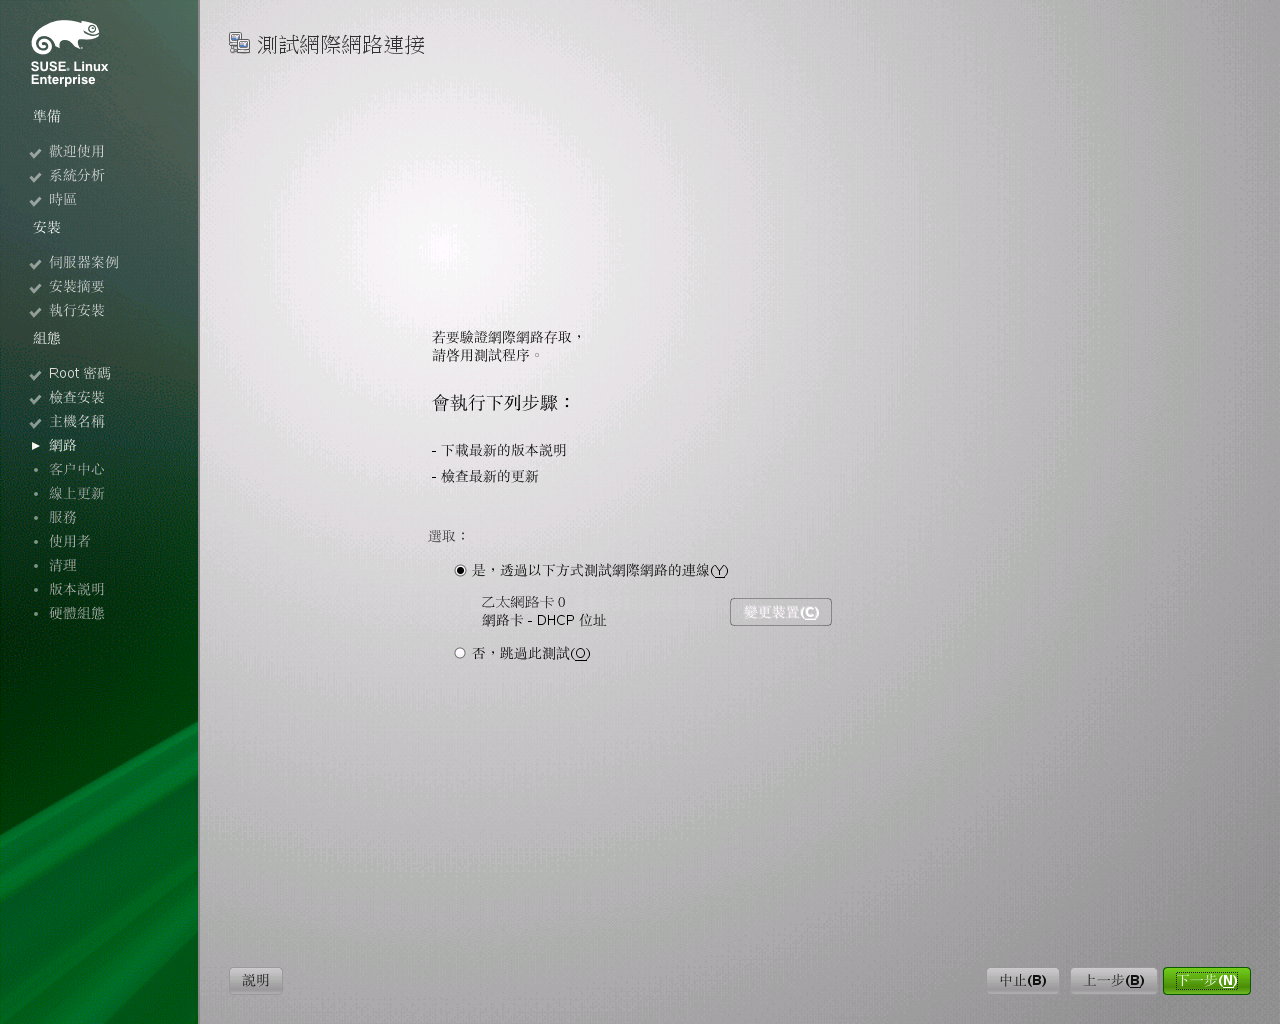 SUSE. Linux
Enterprise
準備
歡迎使用
系統分析
時區
安裝
伺服器案例
安裝摘要
執行安裝
組態
Root 密碼
檢查安裝
主機名稱
網路
客户中心
線上更新
服務
使用者
清理
版本說明
硬體組態
測試網際網路連接
若要驗證網際網路存取，
請啓用測試程序。
會執行下列步驟：
- 下載最新的版本說明
- 檢查最新的更新
選取：
是，透過以下方式測試網際網路的連線(Y)
乙太網路卡 0
網路卡 - DHCP 位址
變更裝置(C)
否，跳過此測試(O)
說明
中止(B)
上一步(B)
下一步(N)